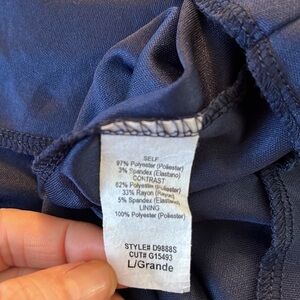 SELF
97% Polyester (Poliester)
3% Spandex (Elastano)
CONTRAST
62% Polyester (Poliester)
33% Rayon (Rayon)
5% Spandex (Elastano)
LINING
100% Polyester (Poliester)
STYLE# D9888S
CUT# G15493
L/Grande